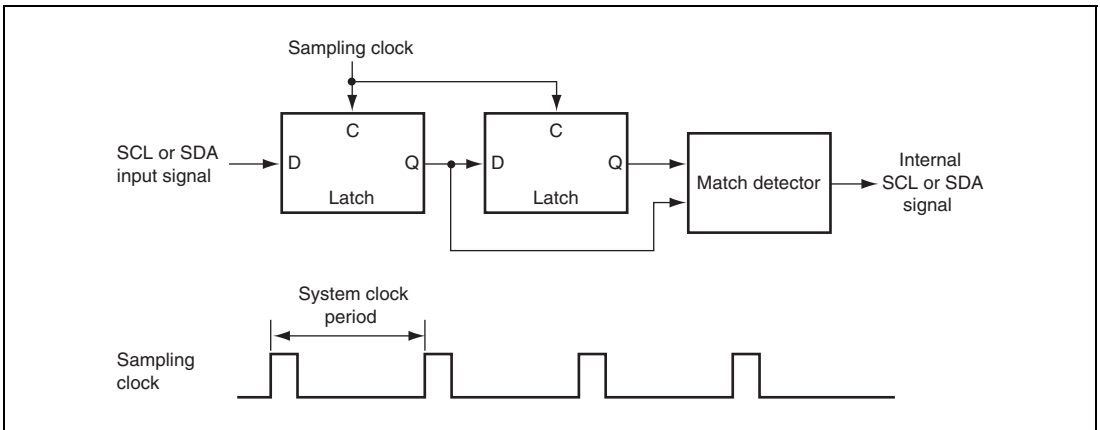 Sampling clock
SCL or SDA
input signal
C
D
Q
Latch
C
D
Q
Latch
Match detector
Internal
SCL or SDA
signal
System clock
period
Sampling
clock